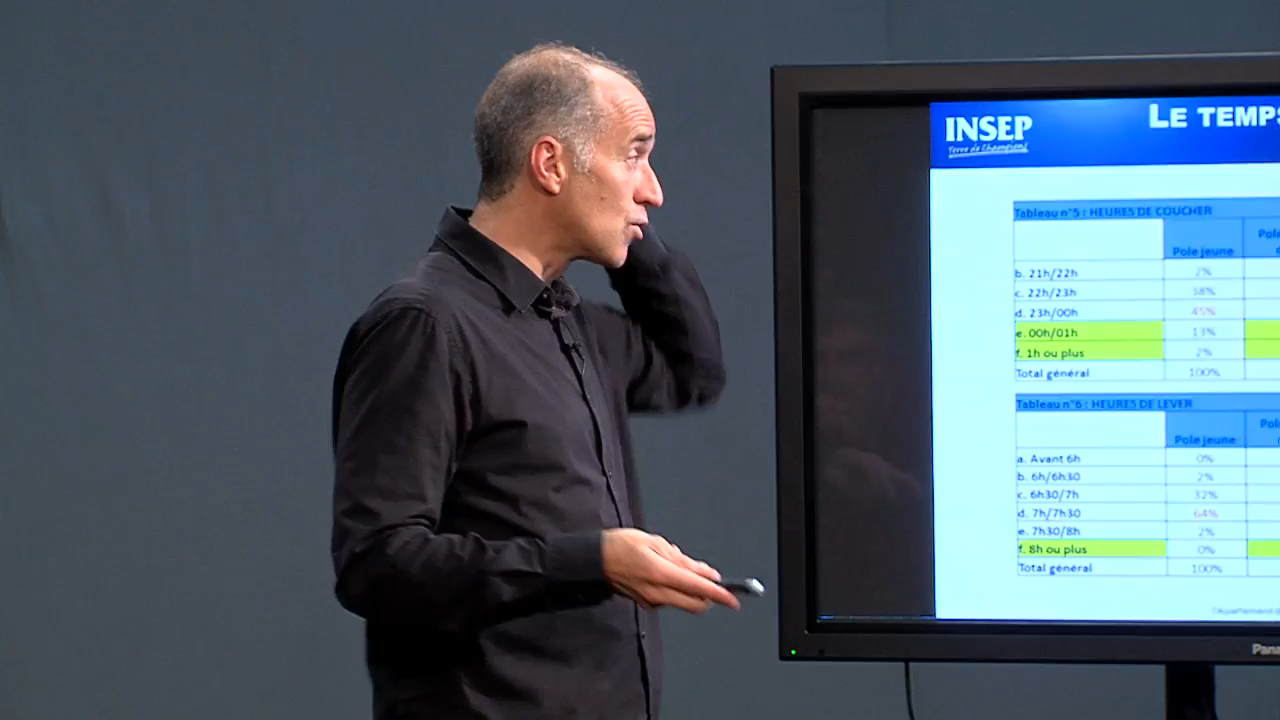 INSEP
Terre de Champions
LE TEMPS
Tableau n°5 : HEURES DE COUCHER
Pole jeune
b. 21h/22h 2%
c. 22h/23h 38%
d. 23h/00h 45%
e. 00h/01h 13%
f. 1h ou plus 2%
Total général 100%
Tableau n°6 : HEURES DE LEVER
Pole jeune
a. Avant 6h 0%
b. 6h/6h30 2%
c. 6h30/7h 32%
d. 7h/7h30 64%
e. 7h30/8h 2%
f. 8h ou plus 0%
Total général 100%
Pana